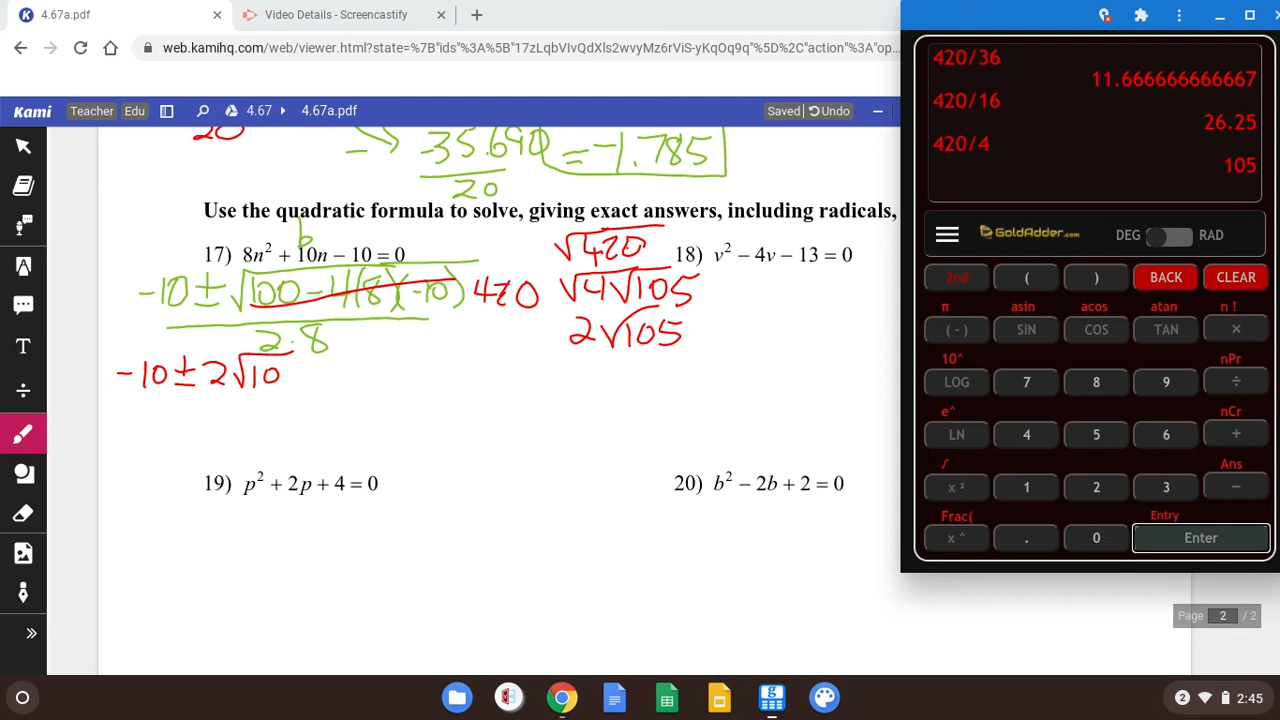 4.67a.pdf
Video Details - Screencastify
web.kamihq.com/web/viewer.html?state=%7B"ids"%3A%5B"17zLqbVIvQdXls2wvyMz6rViS-yKqOq9q"%5D%2C"action"%3A"op...
Kami Teacher Edu 4.67 4.67a.pdf Saved Undo
20
-35.690 = -1.785
20
Use the quadratic formula to solve, giving exact answers, including radicals,
b
17) 8n² + 10n − 10 = 0
-10 ± √100 - 4(8)(-10) 420
2·8
-10 ± 2√10
√420
√4√105
2√105
18) v² − 4v − 13 = 0
19) p² + 2p + 4 = 0
20) b² − 2b + 2 = 0
Page 2 / 2
420/36
11.666666666667
420/16
26.25
420/4
105
GoldAdder.com DEG RAD
2nd ( ) BACK CLEAR
π asin acos atan n !
(-) SIN COS TAN ×
10^ nPr
LOG 7 8 9 ÷
e^ nCr
LN 4 5 6 +
√ Ans
x² 1 2 3 −
Frac( Entry
x^ . 0 Enter
2 2:45